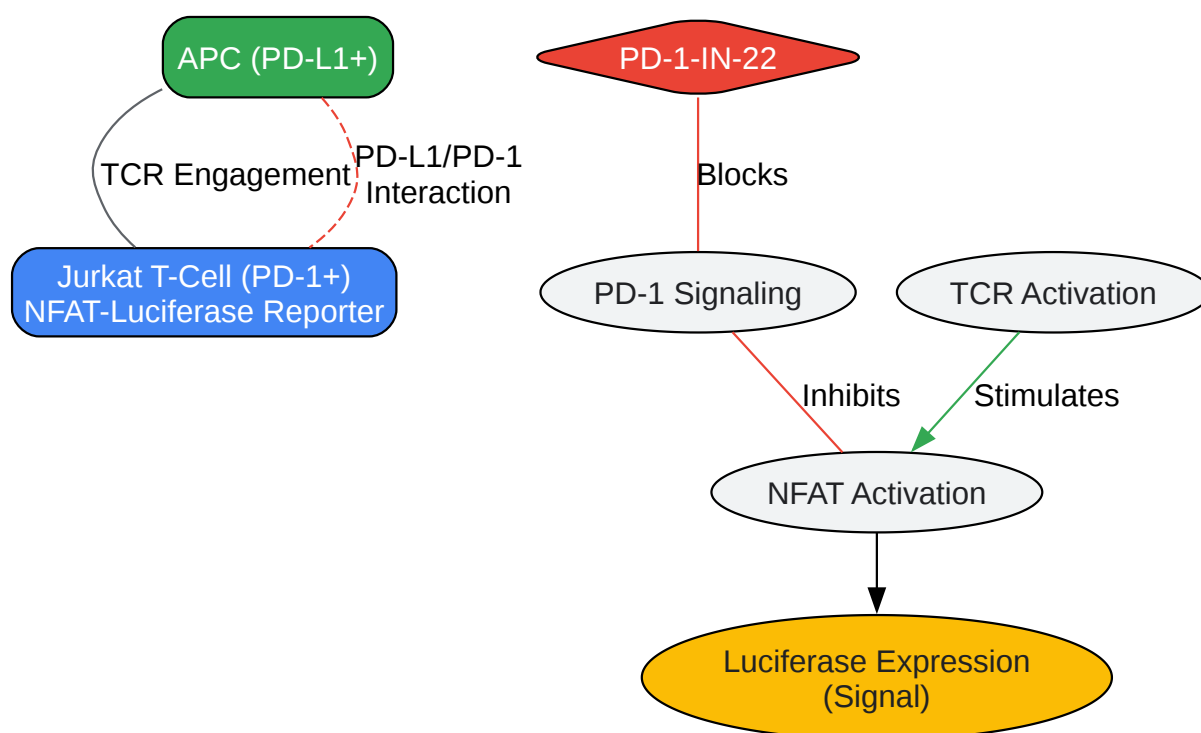 APC (PD-L1+)
TCR Engagement
PD-L1/PD-1
Interaction
Jurkat T-Cell (PD-1+)
NFAT-Luciferase Reporter
PD-1-IN-22
Blocks
PD-1 Signaling
TCR Activation
Inhibits
Stimulates
NFAT Activation
Luciferase Expression
(Signal)